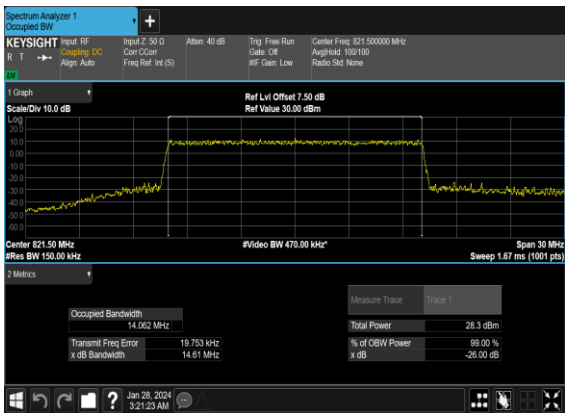 Spectrum Analyzer 1
Occupied BW
KEYSIGHT
R T
LV
Input: RF
Coupling: DC
Align: Auto
Input Z: 50 Ω
Corr CCorr
Freq Ref: Int (S)
Atten: 40 dB
Trig: Free Run
Gate: Off
#IF Gain: Low
Center Freq: 821.500000 MHz
Avg|Hold: 100/100
Radio Std: None
1 Graph
Scale/Div 10.0 dB
Ref Lvl Offset 7.50 dB
Ref Value 30.00 dBm
Log
20.0
10.0
0.00
-10.0
-20.0
-30.0
-40.0
-50.0
-60.0
Center 821.50 MHz
#Video BW 470.00 kHz*
Span 30 MHz
#Res BW 150.00 kHz
Sweep 1.67 ms (1001 pts)
2 Metrics
Measure Trace
Trace 1
Occupied Bandwidth
14.062 MHz
Total Power
28.3 dBm
Transmit Freq Error
19.753 kHz
% of OBW Power
99.00 %
x dB Bandwidth
14.61 MHz
x dB
-26.00 dB
Jan 28, 2024
3:21:23 AM